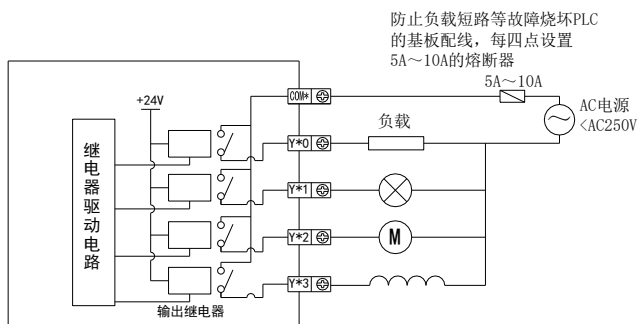 防止负载短路等故障烧坏PLC
的基板配线，每四点设置
5A～10A的熔断器
5A～10A
+24V
COM*
AC电源
<AC250V
负载
Y*0
继电器驱动电路
Y*1
Y*2
M
Y*3
输出继电器